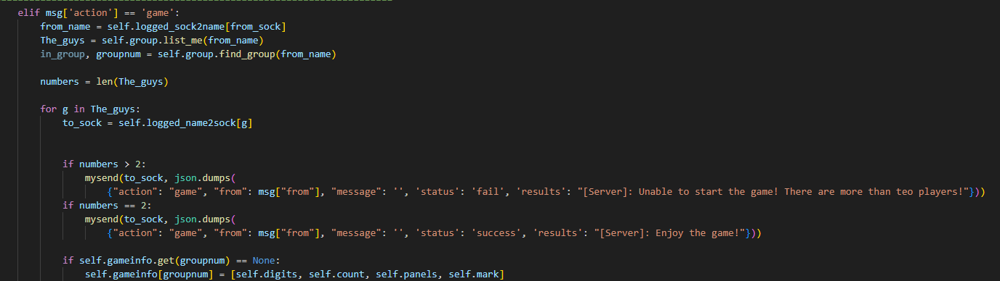 elif msg['action'] == 'game':
from_name = self.logged_sock2name[from_sock]
The_guys = self.group.list_me(from_name)
in_group, groupnum = self.group.find_group(from_name)
numbers = len(The_guys)
for g in The_guys:
to_sock = self.logged_name2sock[g]
if numbers > 2:
mysend(to_sock, json.dumps(
{"action": "game", "from": msg["from"], "message": '', 'status': 'fail', 'results': "[Server]: Unable to start the game! There are more than teo players!"}))
if numbers == 2:
mysend(to_sock, json.dumps(
{"action": "game", "from": msg["from"], "message": '', 'status': 'success', 'results': "[Server]: Enjoy the game!"}))
if self.gameinfo.get(groupnum) == None:
self.gameinfo[groupnum] = [self.digits, self.count, self.panels, self.mark]